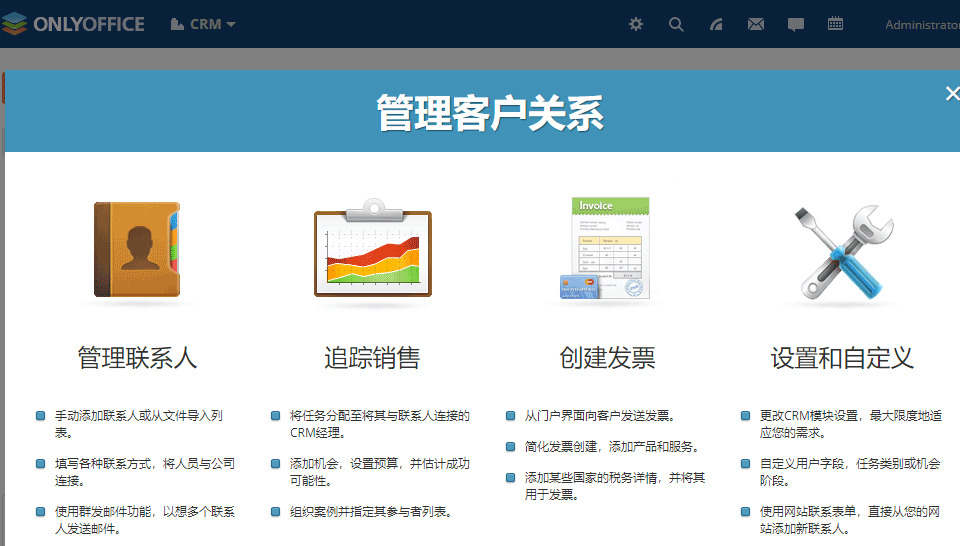 ONLYOFFICE CRM Administrator
管理客户关系
Invoice
管理联系人
手动添加联系人或从文件导入列
表。
填写各种联系方式，将人员与公司
连接。
使用群发邮件功能，以想多个联系
人发送邮件。
追踪销售
将任务分配至将其与联系人连接的
CRM经理。
添加机会，设置预算，并估计成功
可能性。
组织案例并指定其参与者列表。
创建发票
从门户界面向客户发送发票。
简化发票创建，添加产品和服务。
添加某些国家的税务详情，并将其
用于发票。
设置和自定义
更改CRM模块设置，最大限度地适
应您的需求。
自定义用户字段，任务类别或机会
阶段。
使用网站联系表单，直接从您的网
站添加新联系人。